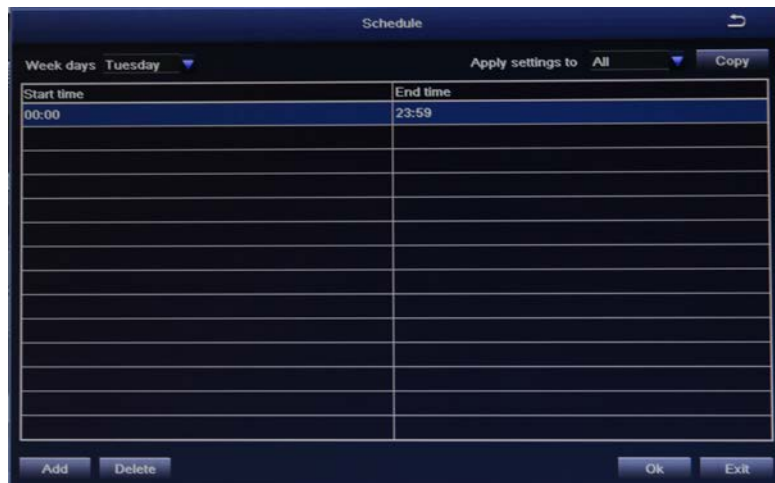 Schedule
Week days Tuesday Apply settings to All Copy
Start time End time
00:00 23:59
Add Delete Ok Exit